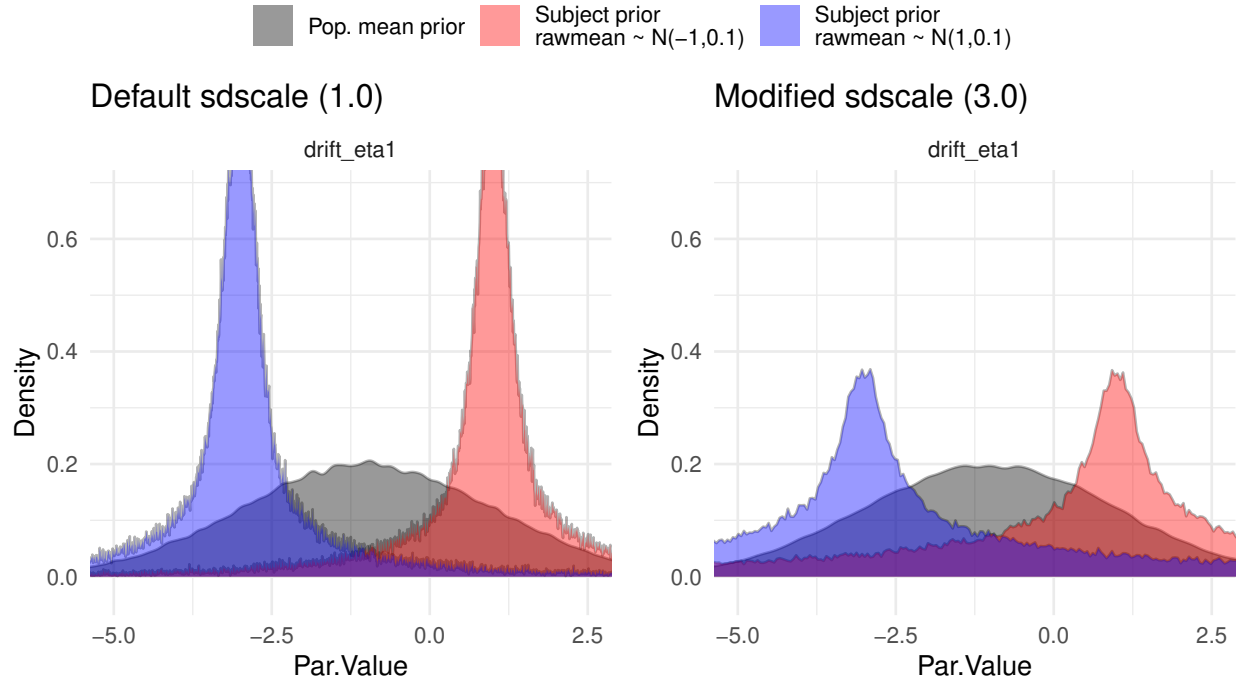 Pop. mean prior
Subject prior
rawmean ~ N(−1,0.1)
Subject prior
rawmean ~ N(1,0.1)
Default sdscale (1.0)
Modified sdscale (3.0)
drift_eta1
drift_eta1
Density
0.6
0.4
0.2
0.0
−5.0
−2.5
0.0
2.5
Par.Value
Density
0.6
0.4
0.2
0.0
−5.0
−2.5
0.0
2.5
Par.Value